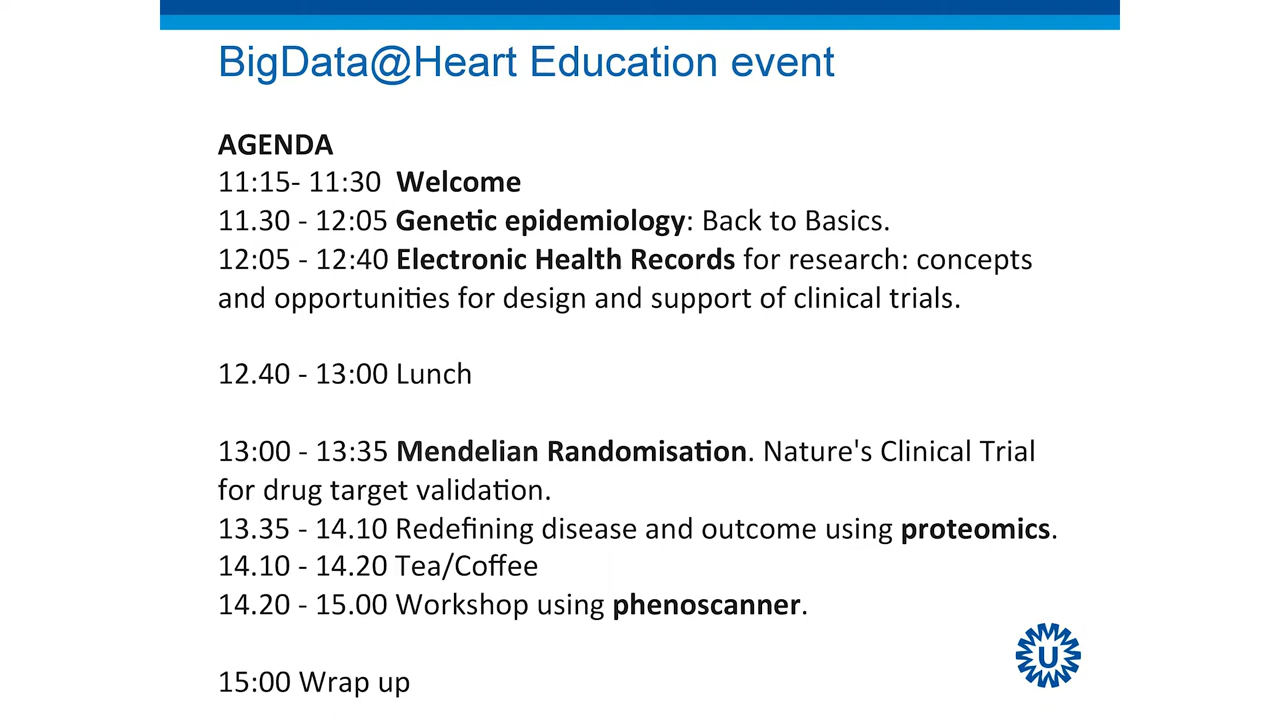 BigData@Heart Education event
AGENDA
11:15- 11:30 Welcome
11.30 - 12:05 Genetic epidemiology: Back to Basics.
12:05 - 12:40 Electronic Health Records for research: concepts
and opportunities for design and support of clinical trials.
12.40 - 13:00 Lunch
13:00 - 13:35 Mendelian Randomisation. Nature's Clinical Trial
for drug target validation.
13.35 - 14.10 Redefining disease and outcome using proteomics.
14.10 - 14.20 Tea/Coffee
14.20 - 15.00 Workshop using phenoscanner.
U
15:00 Wrap up